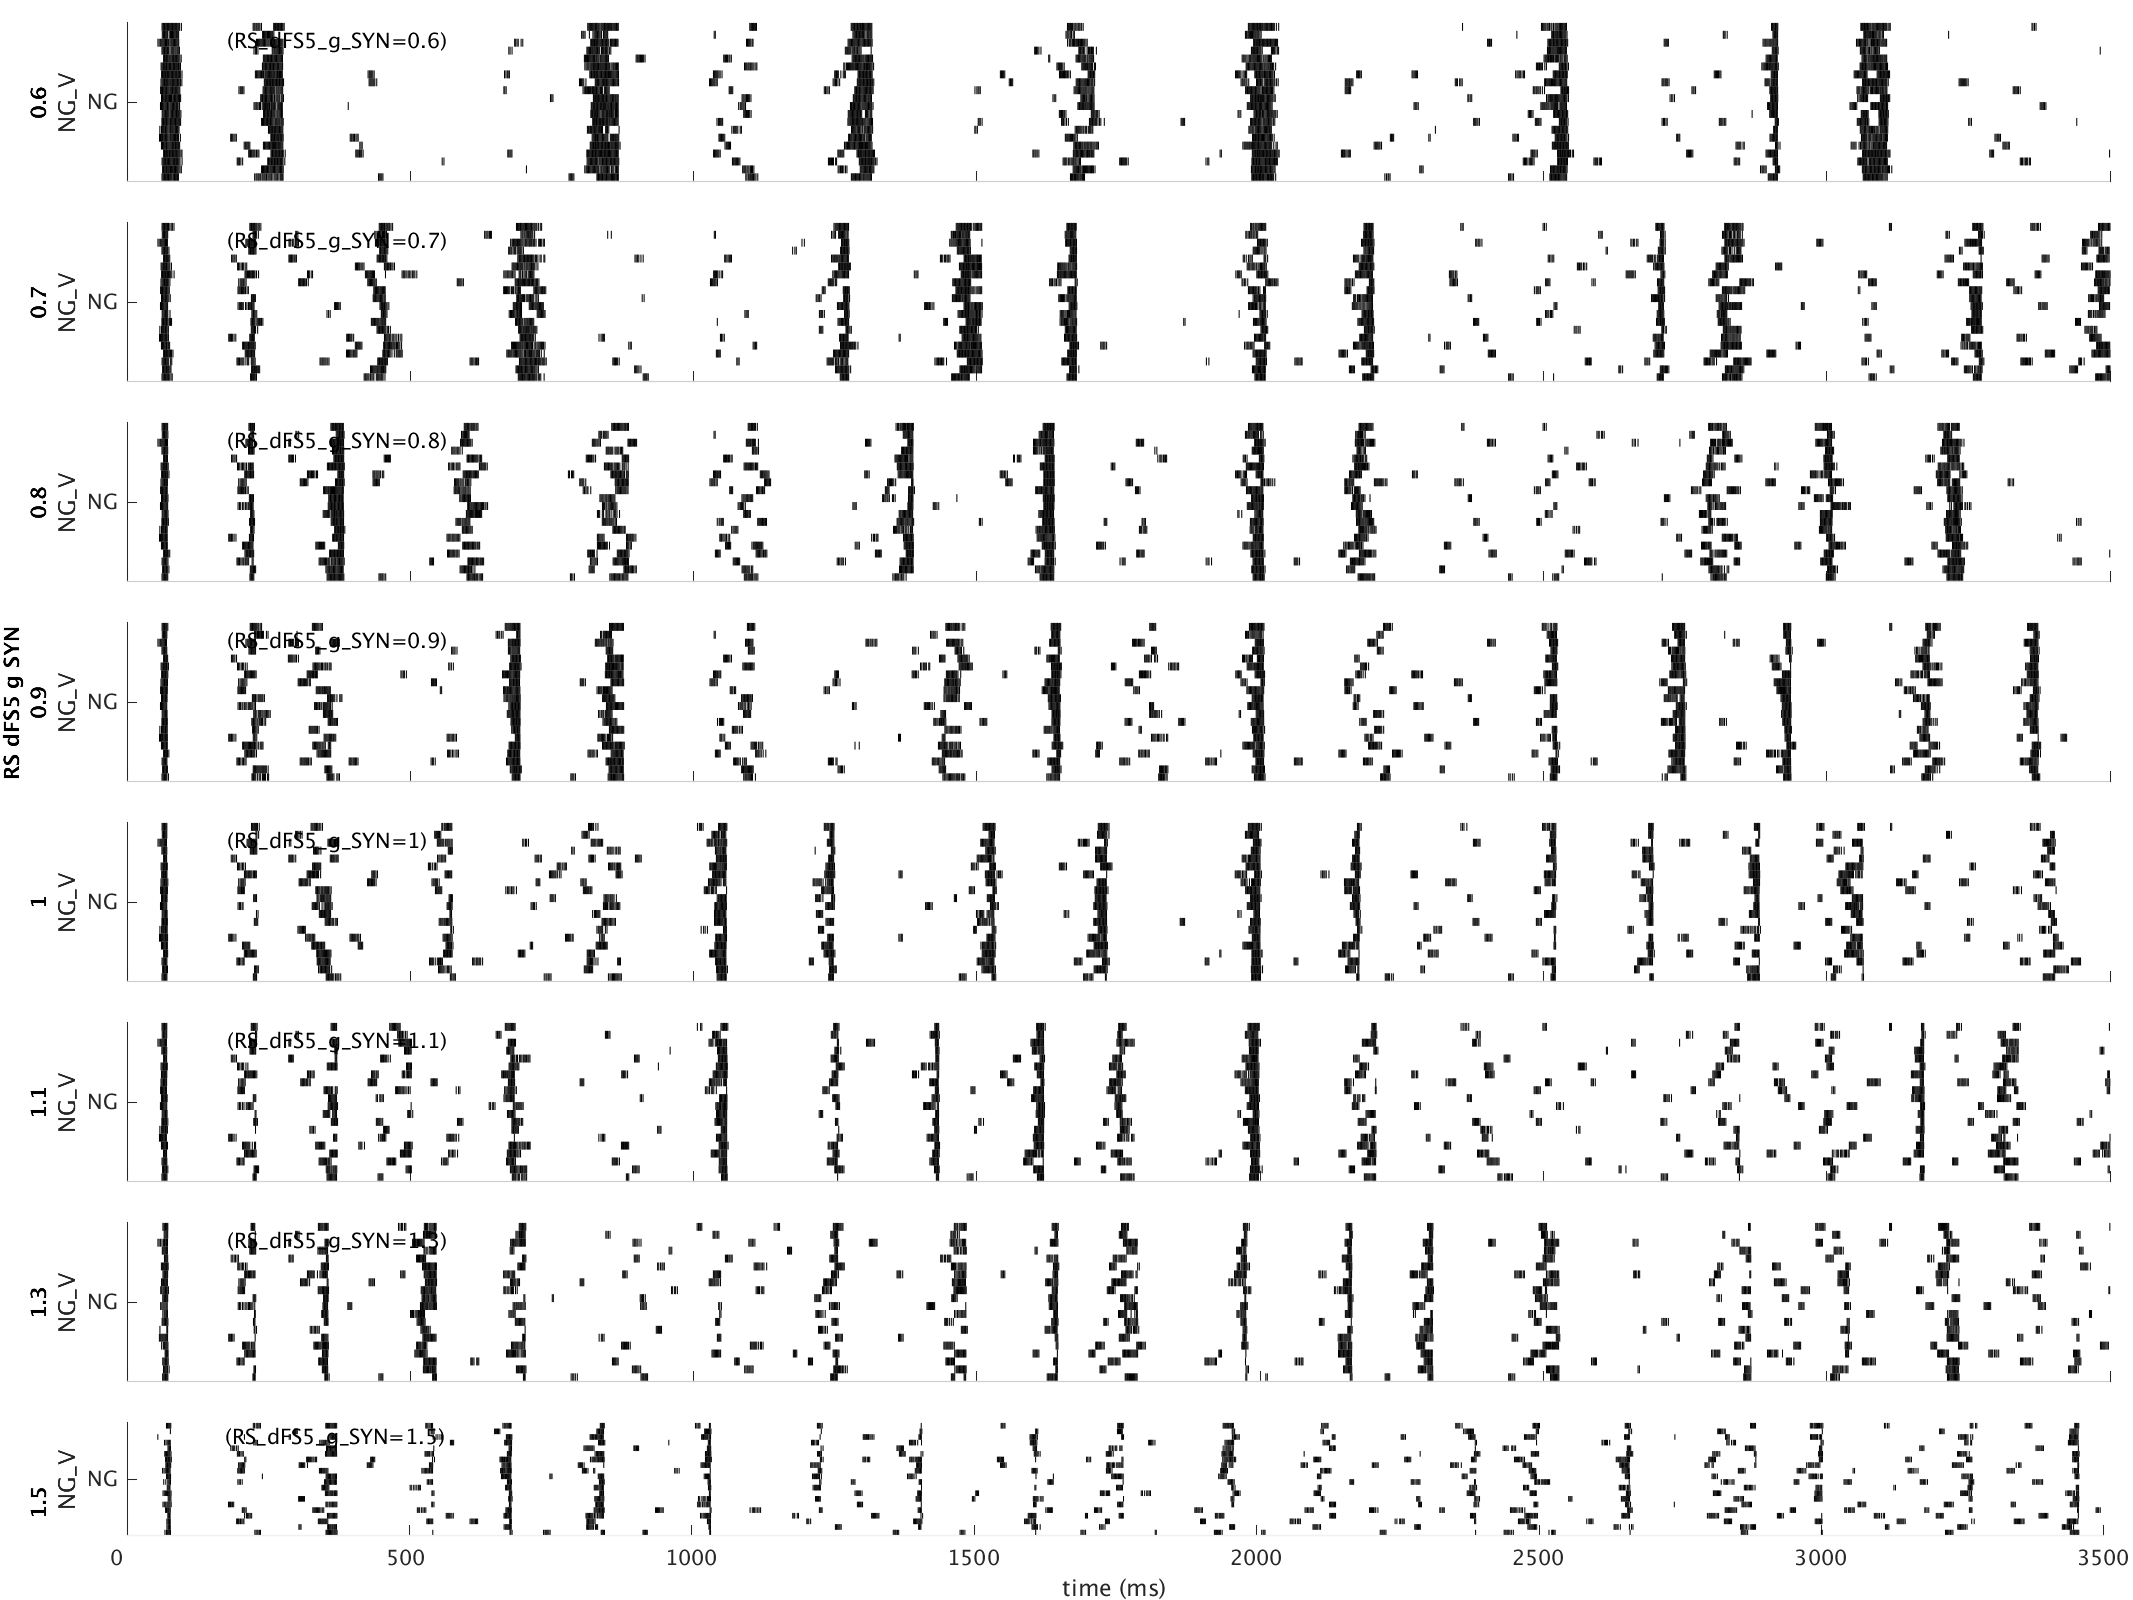 RS dFS5 g SYN
0.6
NG_V
NG
(RS_dFS5_g_SYN=0.6)
0.7
NG_V
NG
(RS_dFS5_g_SYN=0.7)
0.8
NG_V
NG
(RS_dFS5_g_SYN=0.8)
0.9
NG_V
NG
(RS_dFS5_g_SYN=0.9)
1
NG_V
NG
(RS_dFS5_g_SYN=1)
1.1
NG_V
NG
(RS_dFS5_g_SYN=1.1)
1.3
NG_V
NG
(RS_dFS5_g_SYN=1.3)
1.5
NG_V
NG
(RS_dFS5_g_SYN=1.5)
0 500 1000 1500 2000 2500 3000 3500
time (ms)